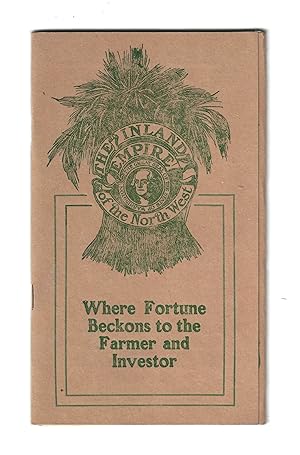 THE INLAND
EMPIRE
of the North West
Where Fortune
Beckons to the
Farmer and
Investor